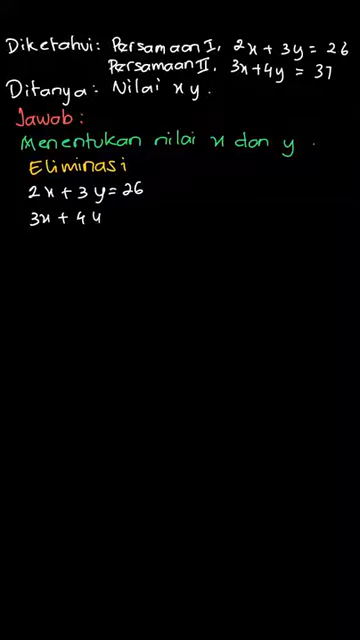 Diketahui: Persamaan I, 2x + 3y = 26
Persamaan II, 3x + 4y = 37
Ditanya: Nilai xy.
Jawab:
Menentukan nilai x dan y.
Eliminasi
2x + 3y = 26
3x + 4y